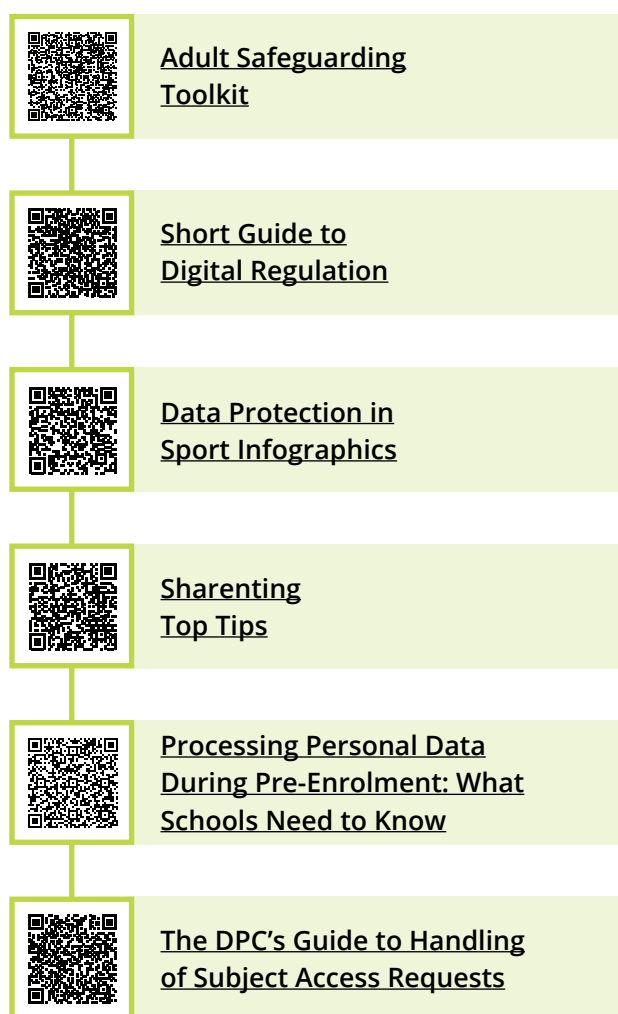 Adult Safeguarding
Toolkit
Short Guide to
Digital Regulation
Data Protection in
Sport Infographics
Sharenting
Top Tips
Processing Personal Data
During Pre-Enrolment: What
Schools Need to Know
The DPC’s Guide to Handling
of Subject Access Requests